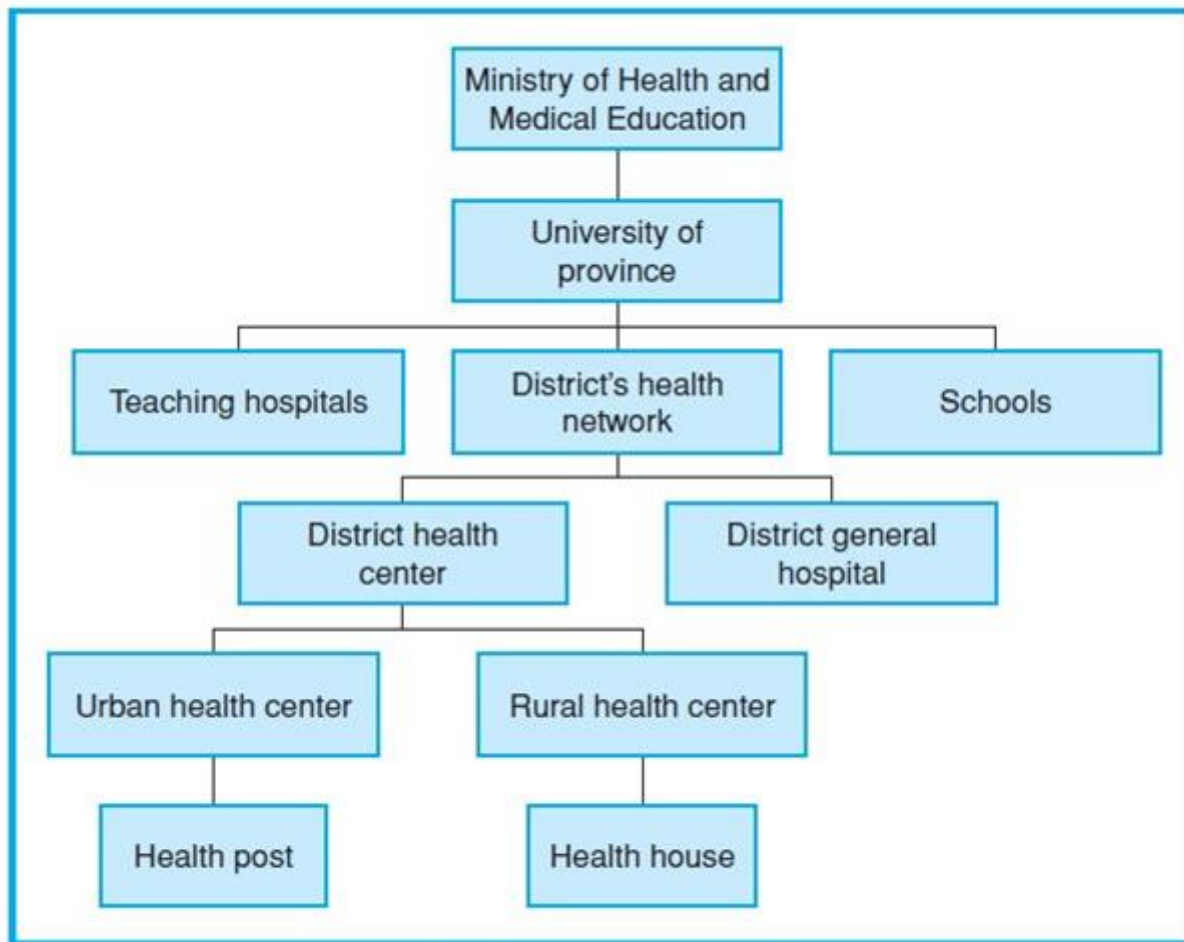 Ministry of Health and
Medical Education
University of
province
Teaching hospitals
District's health
network
Schools
District health
center
District general
hospital
Urban health center
Rural health center
Health post
Health house